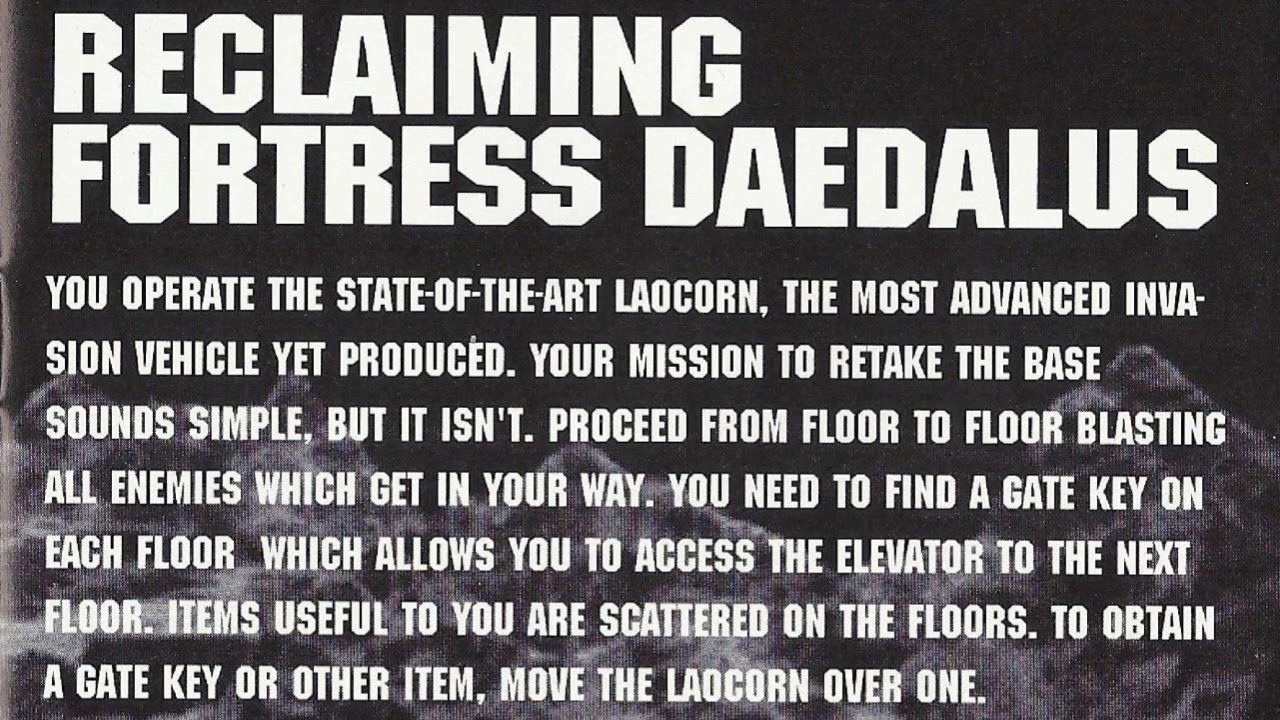 RECLAIMING
FORTRESS DAEDALUS
YOU OPERATE THE STATE-OF-THE-ART LAOCORN, THE MOST ADVANCED INVA-
SION VEHICLE YET PRODUCED. YOUR MISSION TO RETAKE THE BASE
SOUNDS SIMPLE, BUT IT ISN'T. PROCEED FROM FLOOR TO FLOOR BLASTING
ALL ENEMIES WHICH GET IN YOUR WAY. YOU NEED TO FIND A GATE KEY ON
EACH FLOOR  WHICH ALLOWS YOU TO ACCESS THE ELEVATOR TO THE NEXT
FLOOR. ITEMS USEFUL TO YOU ARE SCATTERED ON THE FLOORS. TO OBTAIN
A GATE KEY OR OTHER ITEM, MOVE THE LAOCORN OVER ONE.